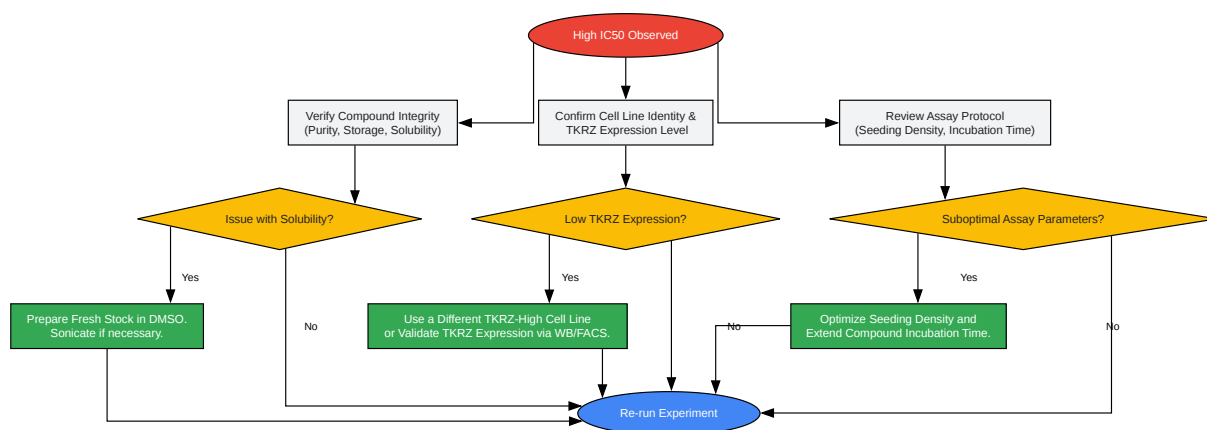 High IC50 Observed
Verify Compound Integrity
(Purity, Storage, Solubility)
Confirm Cell Line Identity &
TKRZ Expression Level
Review Assay Protocol
(Seeding Density, Incubation Time)
Issue with Solubility?
Low TKRZ Expression?
Suboptimal Assay Parameters?
Yes
Yes
Yes
Prepare Fresh Stock in DMSO.
Sonicate if necessary.
No
Use a Different TKRZ-High Cell Line
or Validate TKRZ Expression via WB/FACS.
No
Optimize Seeding Density and
Extend Compound Incubation Time.
No
Re-run Experiment